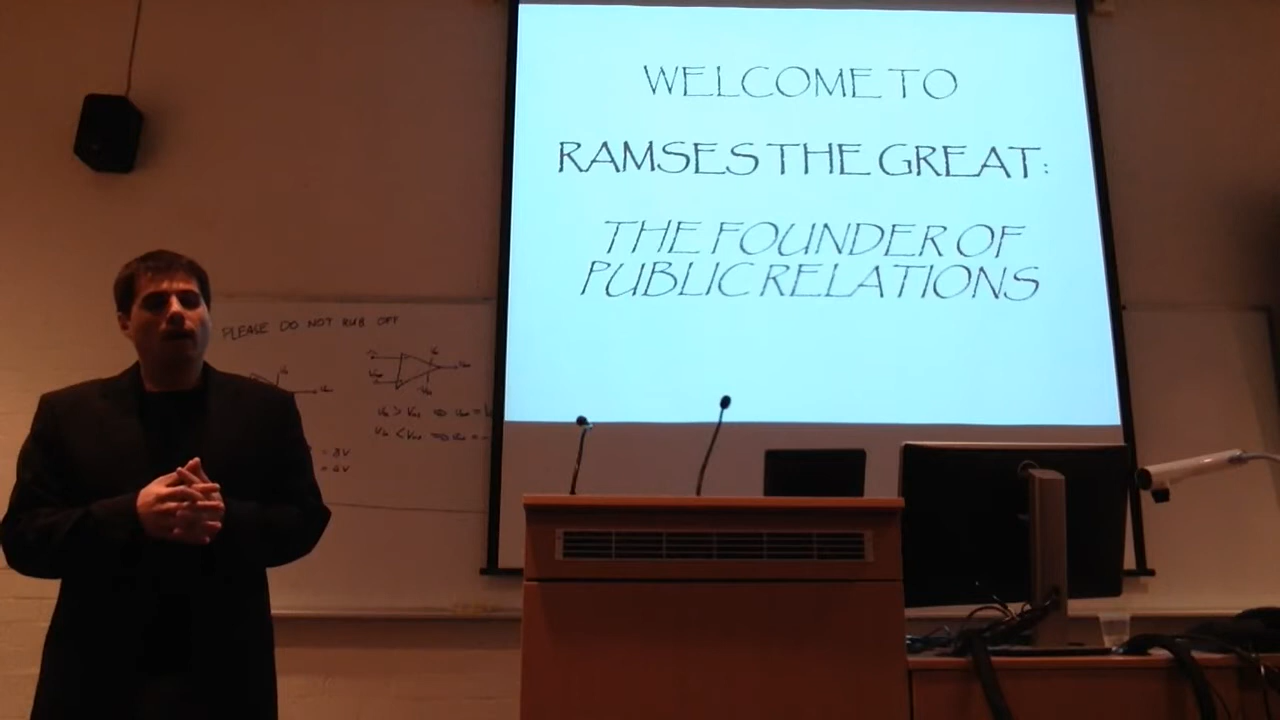 WELCOME TO
RAMSES THE GREAT:
THE FOUNDER OF
PUBLIC RELATIONS
PLEASE DO NOT RUB OFF